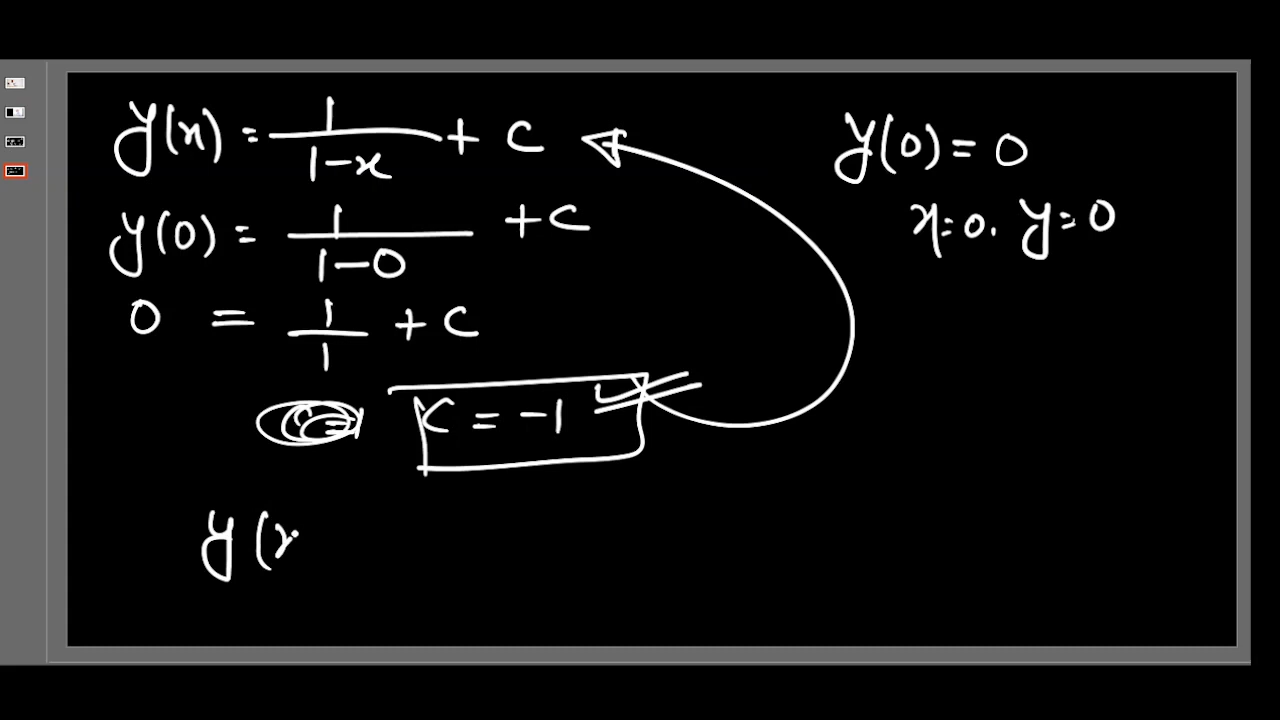 y(x) = 1/(1-x) + C
y(0) = 1/(1-0) + C
0 = 1/1 + C
C = -1
y(x
y(0) = 0
x=0. y=0